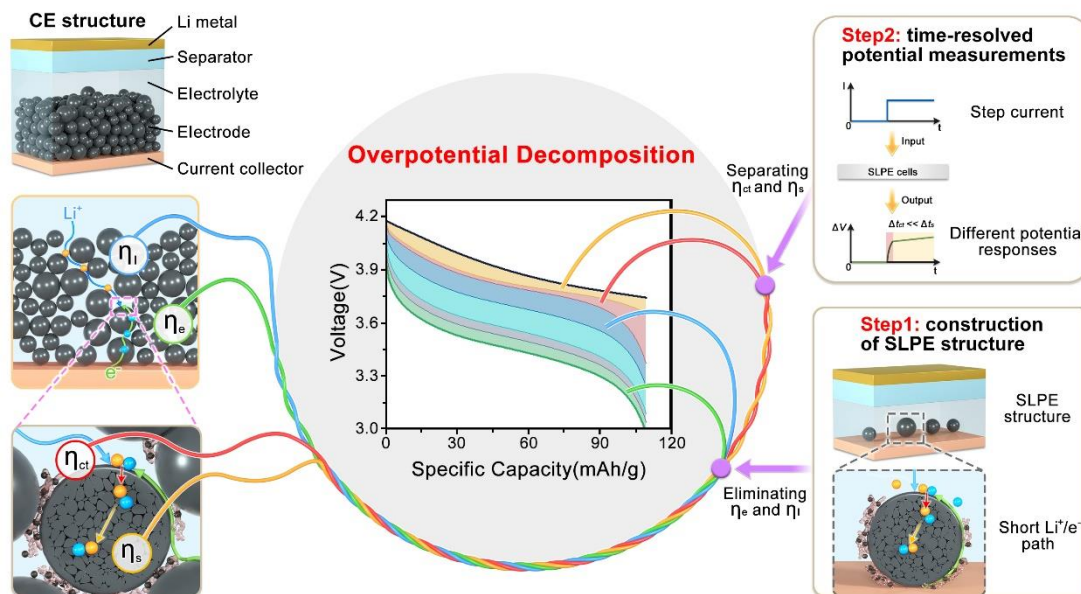 CE structure
Li metal
Separator
Electrolyte
Electrode
Current collector
Li⁺
ηl
ηe
e⁻
ηct
ηs
Overpotential Decomposition
Voltage(V)
4.2
3.9
3.6
3.3
3.0
0
30
60
90
120
Specific Capacity(mAh/g)
Separating
ηct and ηs
Eliminating
ηe and ηl
Step2: time-resolved
potential measurements
I
0
t
Step current
Input
SLPE cells
Output
ΔV
Δtct << Δts
0
t
Different potential
responses
Step1: construction
of SLPE structure
SLPE
structure
Short Li⁺/e⁻
path